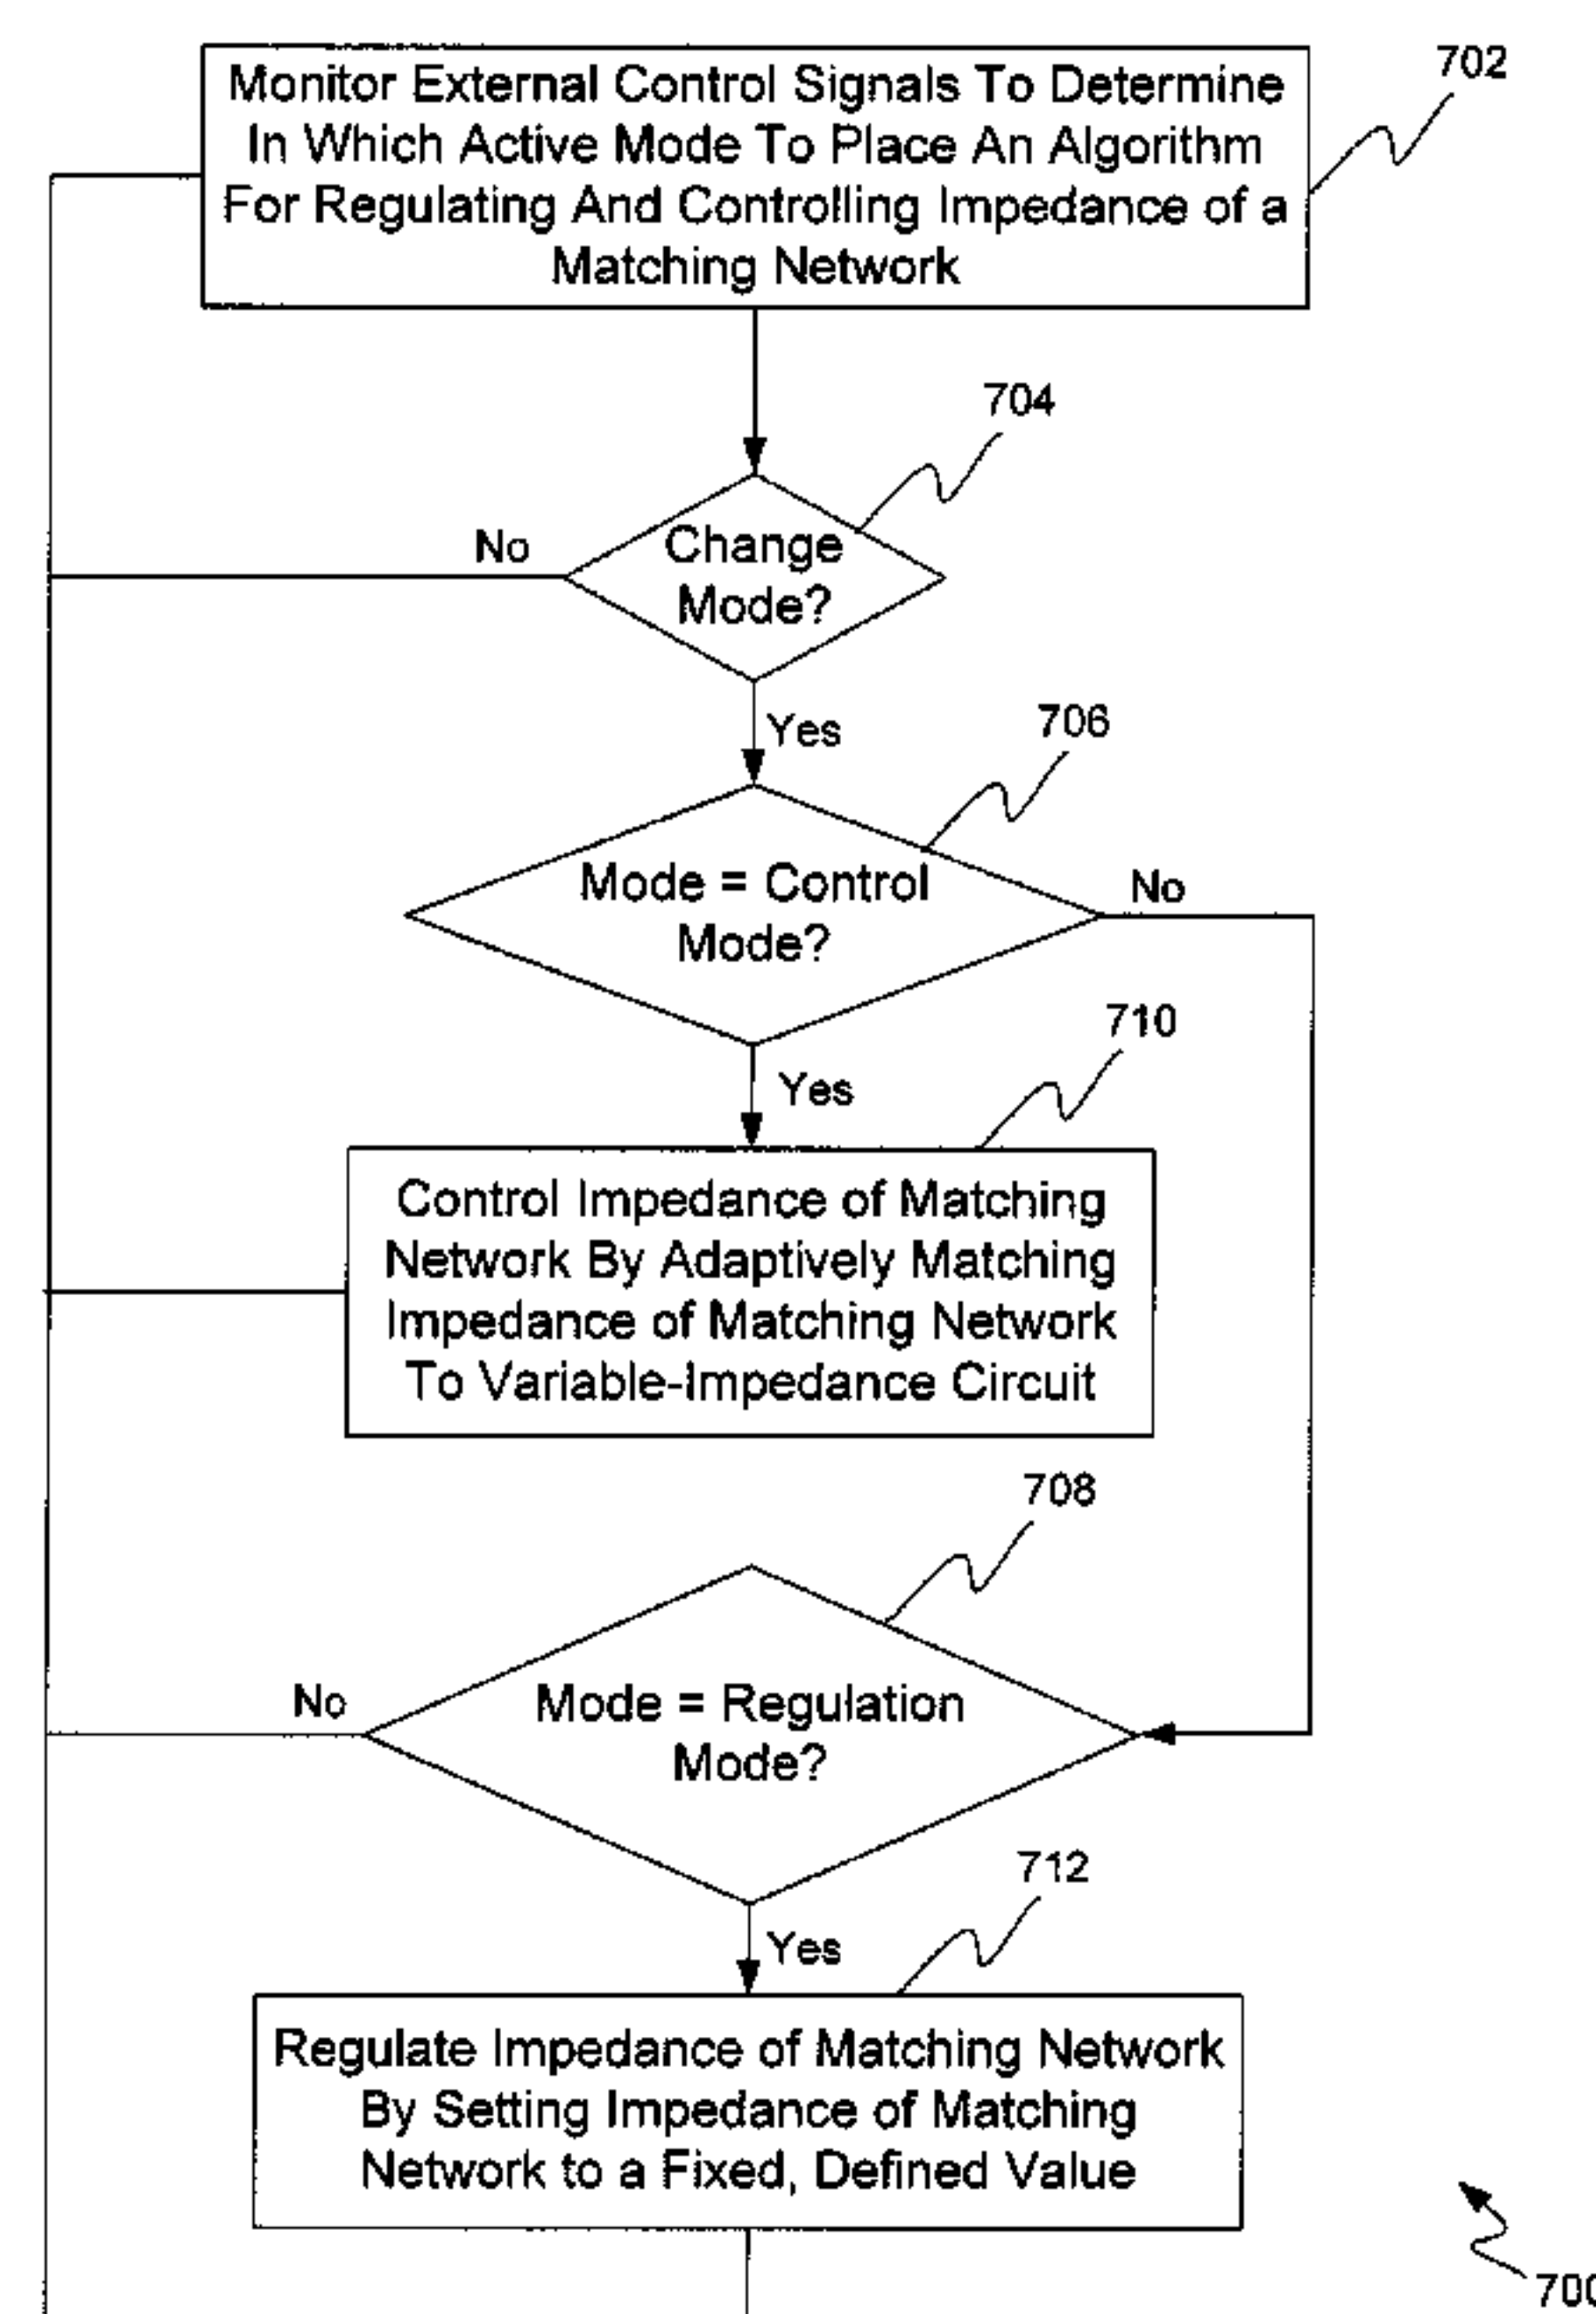 Monitor External Control Signals To Determine
In Which Active Mode To Place An Algorithm
For Regulating And Controlling Impedance of a
Matching Network
702
704
Change
Mode?
No
Yes
706
Mode = Control
Mode?
No
Yes
710
Control Impedance of Matching
Network By Adaptively Matching
Impedance of Matching Network
To Variable-Impedance Circuit
708
Mode = Regulation
Mode?
No
Yes
712
Regulate Impedance of Matching Network
By Setting Impedance of Matching
Network to a Fixed, Defined Value
700